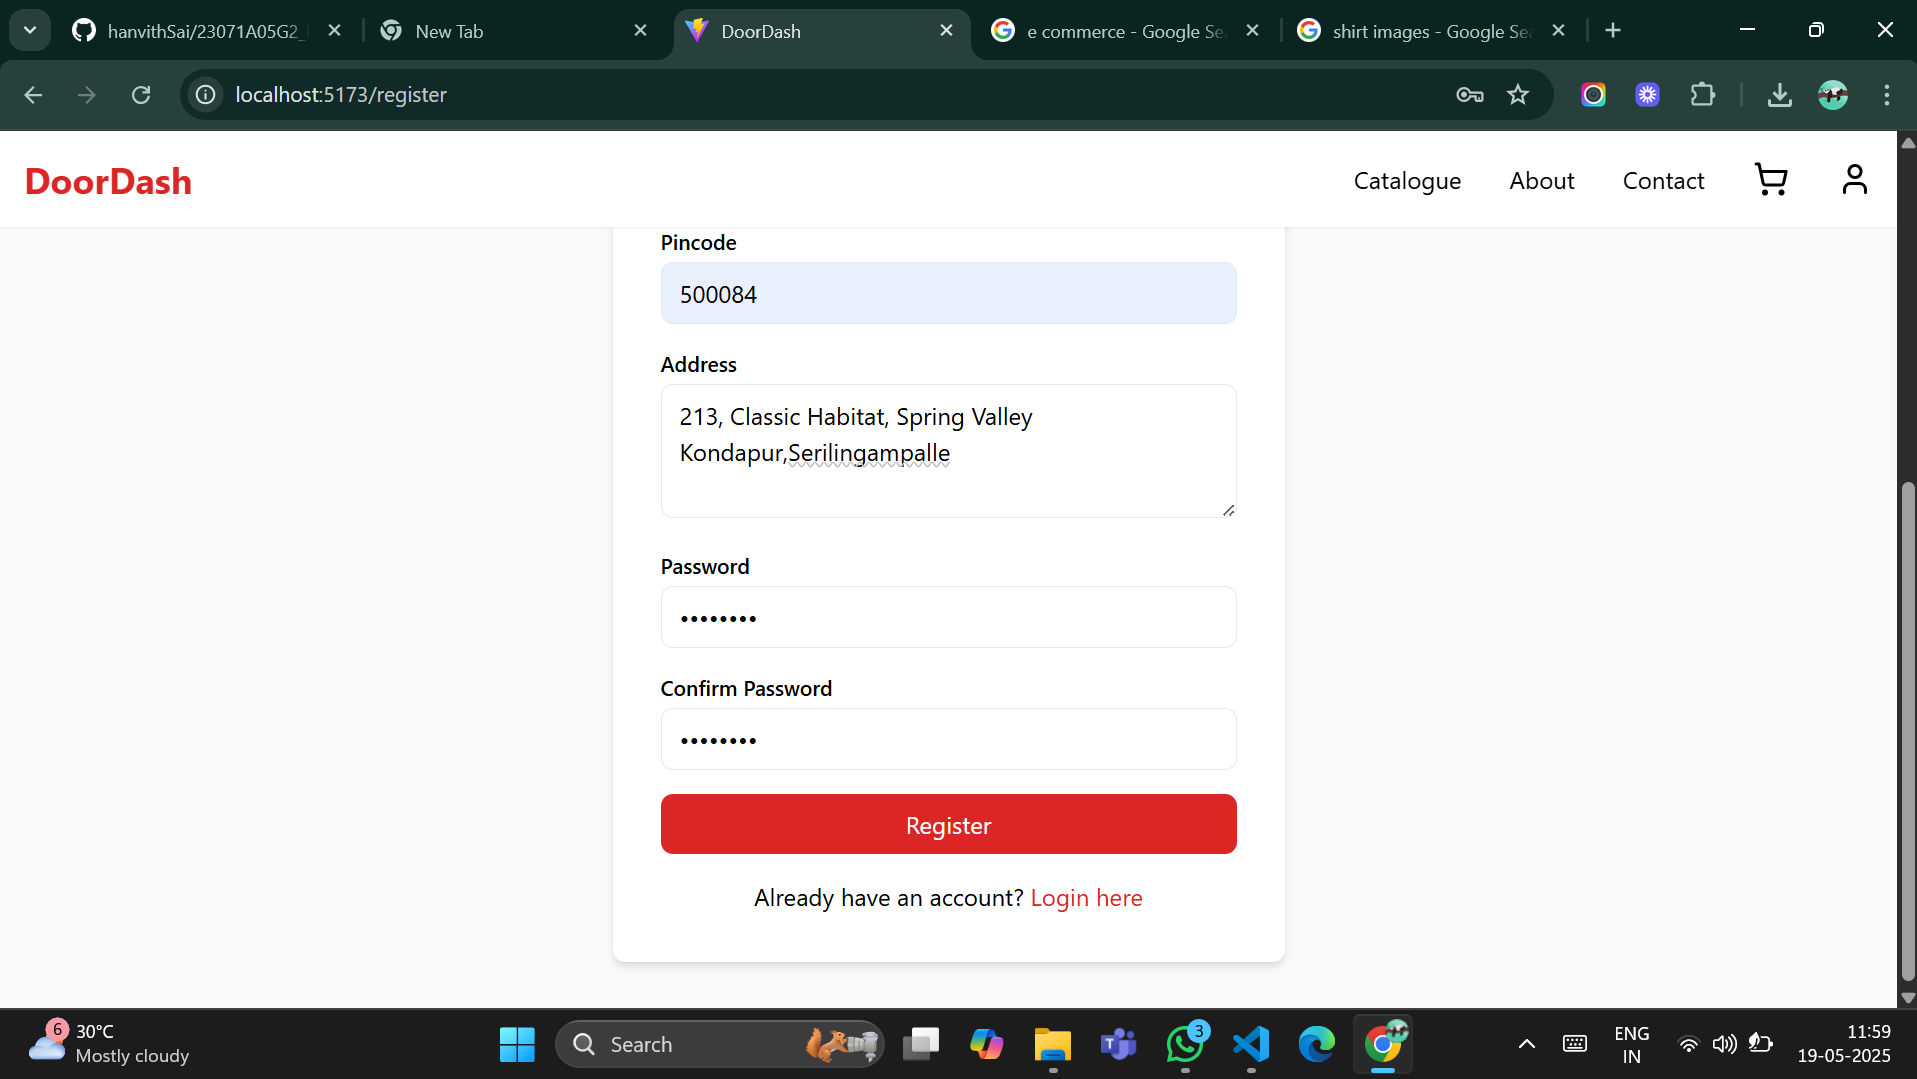 hanvithSai/23071A05G2_
New Tab
DoorDash
e commerce - Google Se
shirt images - Google Sea
localhost:5173/register
DoorDash
Catalogue
About
Contact
Pincode
500084
Address
213, Classic Habitat, Spring Valley
Kondapur,Serilingampalle
Password
••••••••
Confirm Password
••••••••
Register
Already have an account? Login here
6
30°C
Mostly cloudy
Search
3
ENG
IN
11:59
19-05-2025